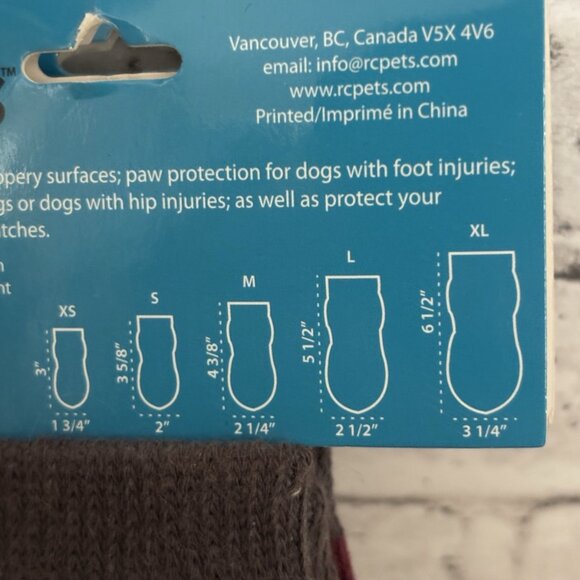 TM
Vancouver, BC, Canada V5X 4V6
email: info@rcpets.com
www.rcpets.com
Printed/Imprimé in China
surfaces; paw protection for dogs with foot injuries;
or dogs with hip injuries; as well as protect your
XS S M L XL
3" 3 5/8" 4 3/8" 5 1/2" 6 1/2"
1 3/4" 2" 2 1/4" 2 1/2" 3 1/4"